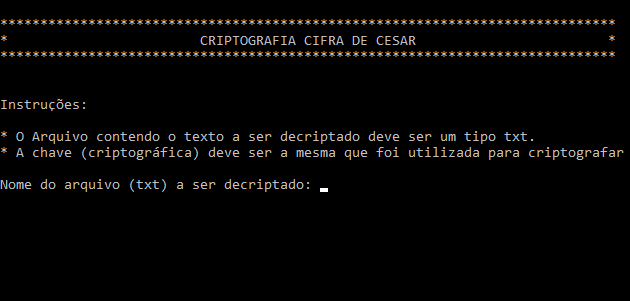 *****************************************************************************
* CRIPTOGRAFIA CIFRA DE CESAR *
*****************************************************************************
Instruções:
* O Arquivo contendo o texto a ser decriptado deve ser um tipo txt.
* A chave (criptográfica) deve ser a mesma que foi utilizada para criptografar
Nome do arquivo (txt) a ser decriptado: